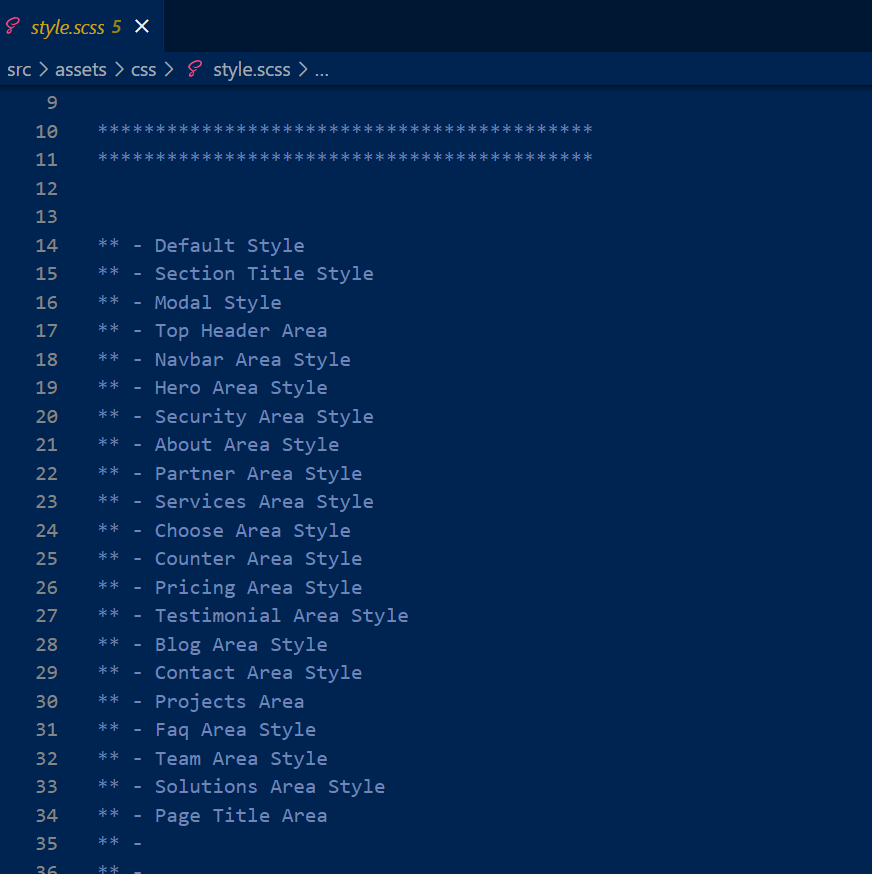 style.scss 5 ×
src > assets > css > style.scss > ...
9
10 *******************************************
11 *******************************************
12
13
14 ** - Default Style
15 ** - Section Title Style
16 ** - Modal Style
17 ** - Top Header Area
18 ** - Navbar Area Style
19 ** - Hero Area Style
20 ** - Security Area Style
21 ** - About Area Style
22 ** - Partner Area Style
23 ** - Services Area Style
24 ** - Choose Area Style
25 ** - Counter Area Style
26 ** - Pricing Area Style
27 ** - Testimonial Area Style
28 ** - Blog Area Style
29 ** - Contact Area Style
30 ** - Projects Area
31 ** - Faq Area Style
32 ** - Team Area Style
33 ** - Solutions Area Style
34 ** - Page Title Area
35 ** -
36 ** -